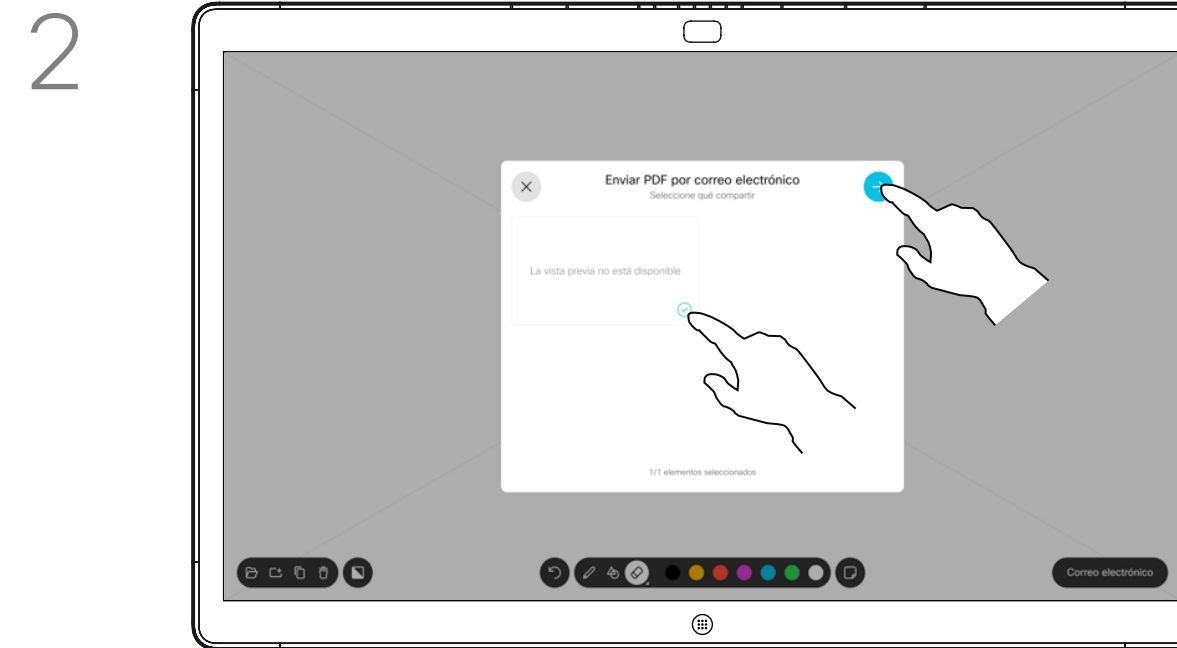 2
Enviar PDF por correo electrónico
Seleccione qué compartir
La vista previa no está disponible
1/1 elementos seleccionados
Correo electrónico